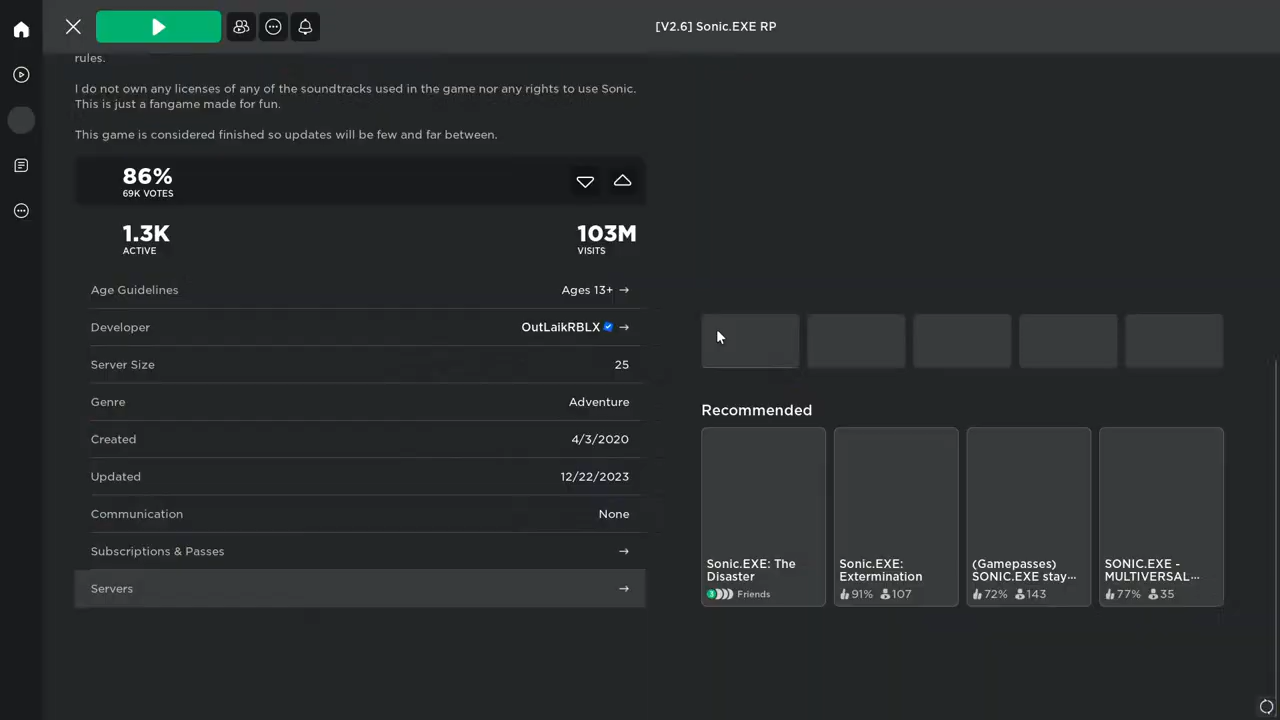 [V2.6] Sonic.EXE RP
rules.
I do not own any licenses of any of the soundtracks used in the game nor any rights to use Sonic.
This is just a fangame made for fun.
This game is considered finished so updates will be few and far between.
86%
69K VOTES
1.3K
ACTIVE
103M
VISITS
Age Guidelines
Ages 13+ →
Developer
OutLaikRBLX →
Server Size
25
Genre
Adventure
Created
4/3/2020
Updated
12/22/2023
Communication
None
Subscriptions & Passes →
Servers →
Recommended
Sonic.EXE: The
Disaster
3 Friends
Sonic.EXE:
Extermination
91% 107
(Gamepasses)
SONIC.EXE stay...
72% 143
SONIC.EXE -
MULTIVERSAL...
77% 35